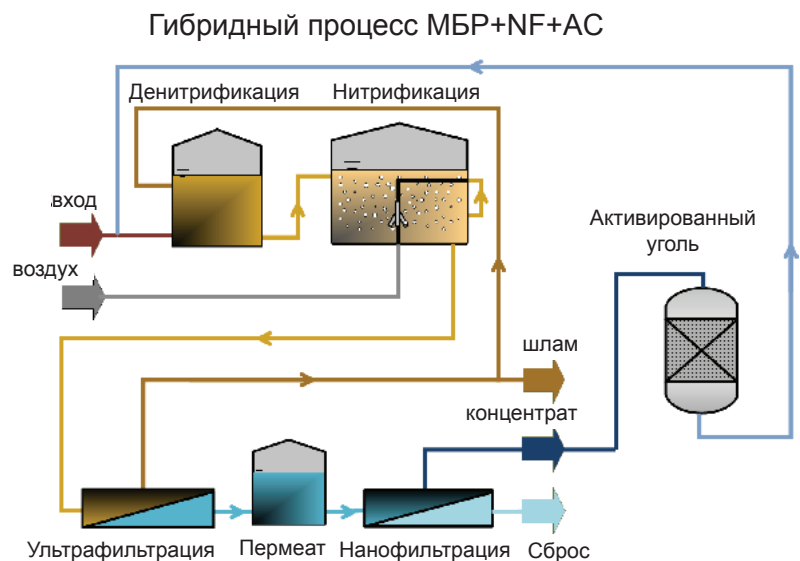 Гибридный процесс МБР+NF+AC
Денитрификация
Нитрификация
вход
воздух
Активированный
уголь
шлам
концентрат
Ультрафильтрация
Пермеат
Нанофильтрация
Сброс